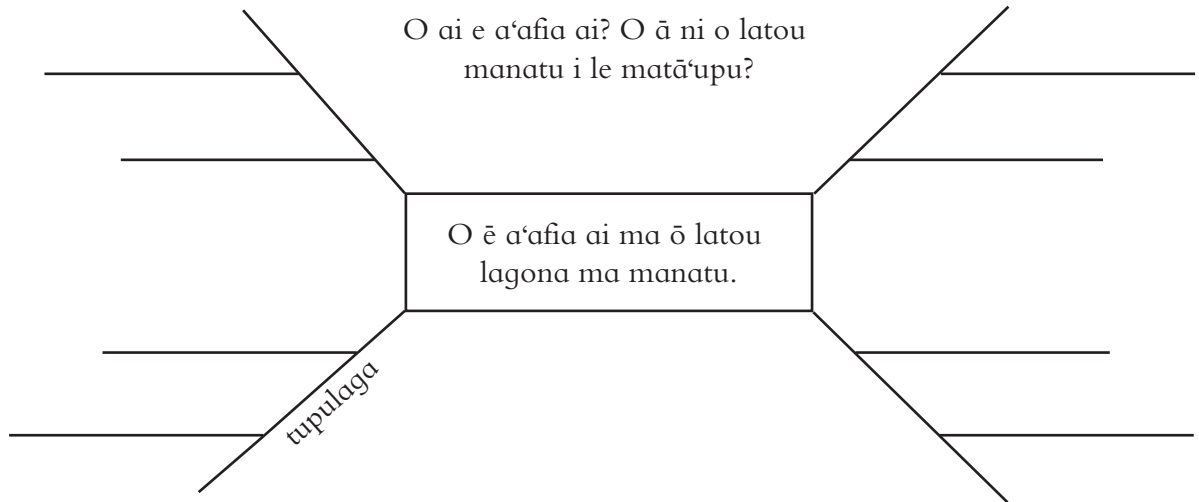 O ai e a‘afia ai? O ā ni o latou
manatu i le matā‘upu?
O ē a‘afia ai ma ō latou
lagona ma manatu.
tupulaga